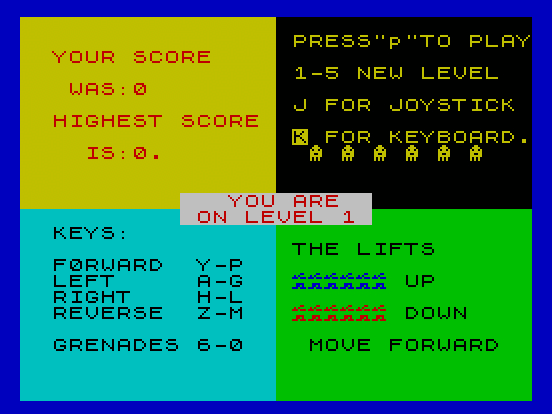 YOUR SCORE
WAS:0
HIGHEST SCORE
IS:0.
PRESS"p"TO PLAY
1-5 NEW LEVEL
J FOR JOYSTICK
K FOR KEYBOARD.
YOU ARE
ON LEVEL 1
KEYS:
FORWARD Y-P
LEFT A-G
RIGHT H-L
REVERSE Z-M
GRENADES 6-0
THE LIFTS
UP
DOWN
MOVE FORWARD